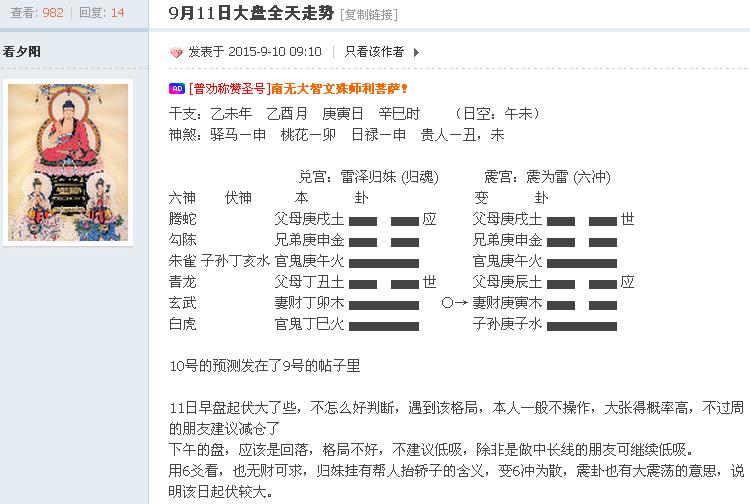 查看: 982 | 回复: 14
9月11日大盘全天走势 [复制链接]
看夕阳
发表于 2015-9-10 09:10 | 只看该作者
AD [普劝称赞圣号]南无大智文殊师利菩萨!
干支：乙未年 乙酉月 庚寅日 辛巳时 （日空：午未）
神煞：驿马—申 桃花—卯 日禄—申 贵人—丑，未
兑宫：雷泽归妹 (归魂) 震宫：震为雷 (六冲)
六神 伏神 本 卦 变 卦
螣蛇 父母庚戌土 应 父母庚戌土 世
勾陈 兄弟庚申金 兄弟庚申金
朱雀 子孙丁亥水 官鬼庚午火 官鬼庚午火
青龙 父母丁丑土 世 父母庚辰土 应
玄武 妻财丁卯木 ○→ 妻财庚寅木
白虎 官鬼丁巳火 子孙庚子水
10号的预测发在了9号的帖子里
11日早盘起伏大了些，不怎么好判断，遇到该格局，本人一般不操作，大张得概率高，不过周
的朋友建议减仓了
下午的盘，应该是回落，格局不好，不建议低吸，除非是做中长线的朋友可继续低吸。
用6爻看，也无财可求，归妹挂有帮人抬轿子的含义，变6冲为散，震卦也有大震荡的意思，说
明该日起伏较大。